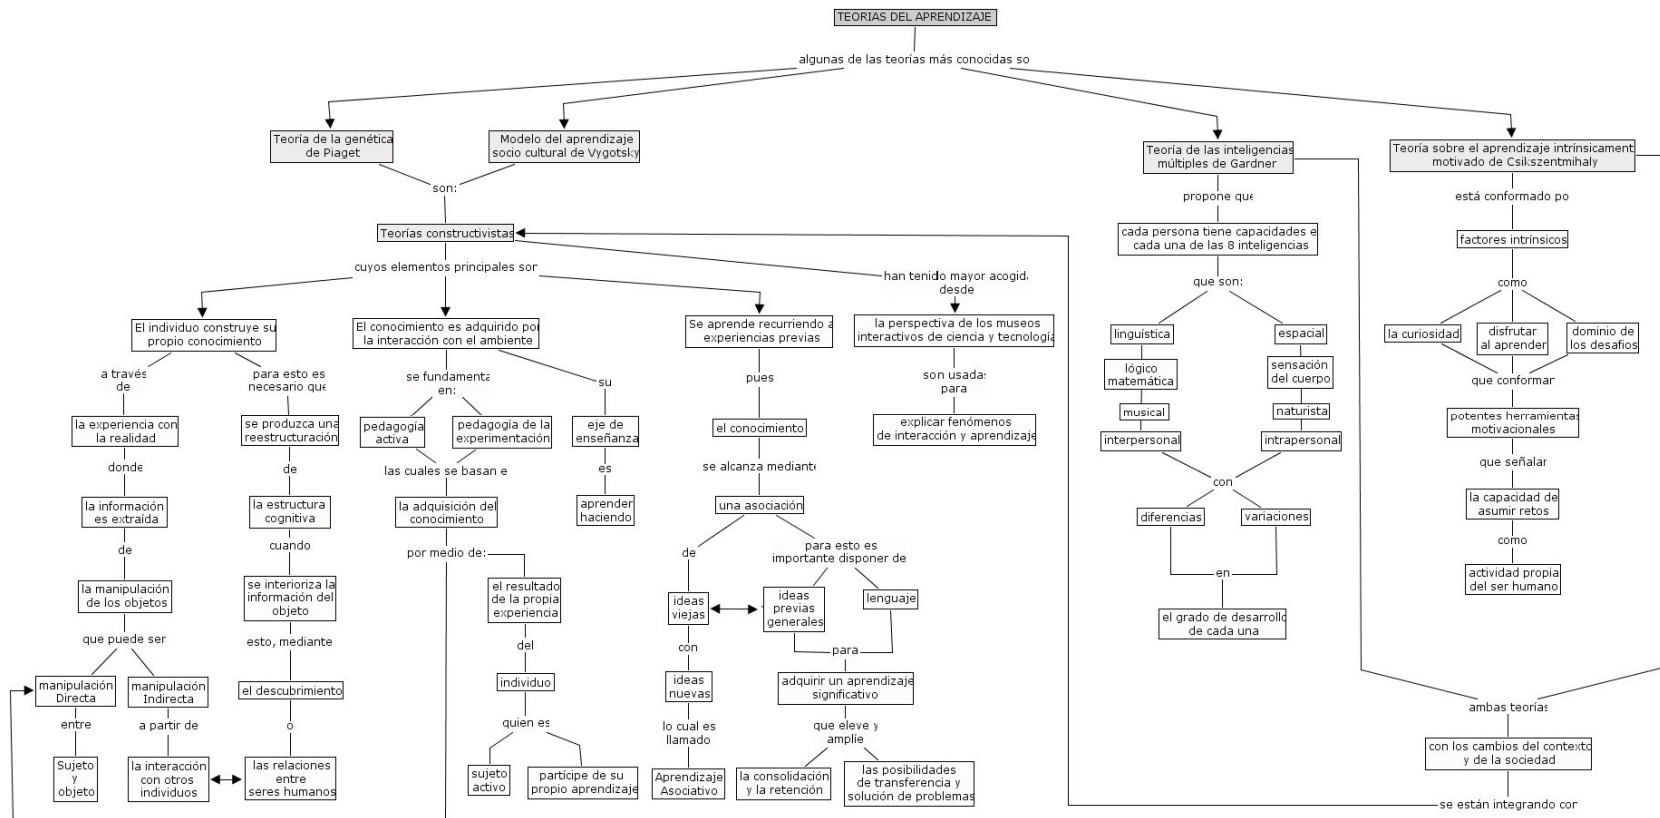 TEORIAS DEL APRENDIZAJE
algunas de las teorías más conocidas so
Teoría de la genética
de Piaget
Modelo del aprendizaje
socio cultural de Vygotsky
son:
Teorías constructivistas
cuyos elementos principales son
han tenido mayor acogid
desde
El individuo construye su
propio conocimiento
El conocimiento es adquirido por
la interacción con el ambiente
Se aprende recurriendo a
experiencias previas
la perspectiva de los museos
interactivos de ciencia y tecnología
a través
de
para esto es
necesario que
se fundamenta
en:
su
pues
son usadas
para
la experiencia con
la realidad
se produzca una
reestructuración
pedagogía
activa
pedagogía de la
experimentación
eje de
enseñanza
el conocimiento
explicar fenómenos
de interacción y aprendizaje
donde
de
las cuales se basan e
es
se alcanza mediante
la información
es extraída
la estructura
cognitiva
la adquisición del
conocimiento
aprender
haciendo
una asociación
de
cuando
por medio de:
de
para esto es
importante disponer de
la manipulación
de los objetos
se interioriza la
información del
objeto
el resultado
de la propia
experiencia
ideas
viejas
ideas
previas
generales
lenguaje
que puede ser
esto, mediante
del
con
para
manipulación
Directa
manipulación
Indirecta
el descubrimiento
individuo
ideas
nuevas
adquirir un aprendizaje
significativo
entre
a partir de
o
quien es
lo cual es
llamado
que eleve y
amplíe
Sujeto
y
objeto
la interacción
con otros
individuos
las relaciones
entre
seres humanos
sujeto
activo
partícipe de su
propio aprendizaje
Aprendizaje
Asociativo
la consolidación
y la retención
las posibilidades
de transferencia y
solución de problemas
Teoría de las inteligencias
múltiples de Gardner
propone que
cada persona tiene capacidades e
cada una de las 8 inteligencias
que son:
linguística
lógico
matemática
musical
interpersonal
espacial
sensación
del cuerpo
naturista
intrapersonal
con
diferencias
variaciones
en
el grado de desarrollo
de cada una
Teoría sobre el aprendizaje intrínsicament
motivado de Csikszentmihaly
está conformado po
factores intrínsicos
como
la curiosidad
disfrutar
al aprender
dominio de
los desafios
que conforman
potentes herramientas
motivacionales
que señalan
la capacidad de
asumir retos
como
actividad propia
del ser humano
ambas teorías
con los cambios del contexto
y de la sociedad
se están integrando con